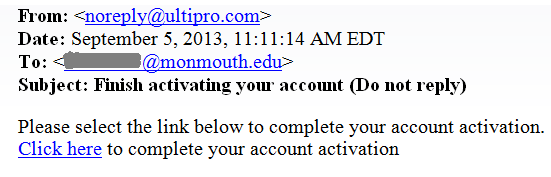 From: <noreply@ultipro.com>
Date: September 5, 2013, 11:11:14 AM EDT
To: <@monmouth.edu>
Subject: Finish activating your account (Do not reply)
Please select the link below to complete your account activation.
Click here to complete your account activation